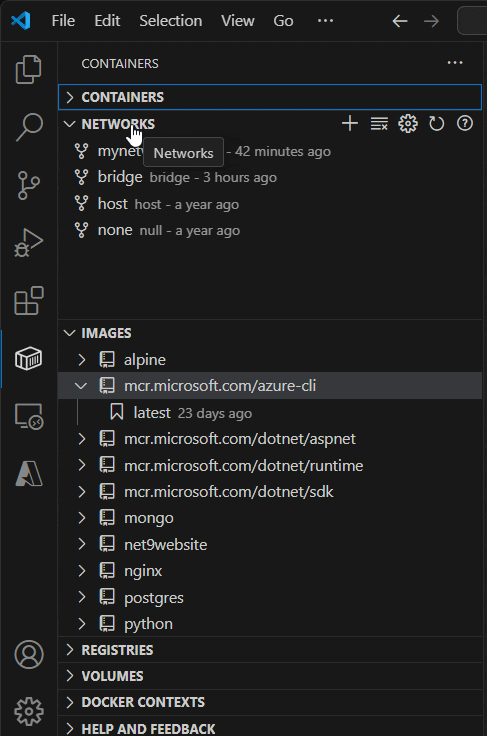 File Edit Selection View Go ...
CONTAINERS ...
CONTAINERS
NETWORKS
- 42 minutes ago
Networks
bridge bridge - 3 hours ago
host host - a year ago
none null - a year ago
IMAGES
alpine
mcr.microsoft.com/azure-cli
latest 23 days ago
mcr.microsoft.com/dotnet/aspnet
mcr.microsoft.com/dotnet/runtime
mcr.microsoft.com/dotnet/sdk
mongo
net9website
nginx
postgres
python
REGISTRIES
VOLUMES
DOCKER CONTEXTS
HELP AND FEEDBACK